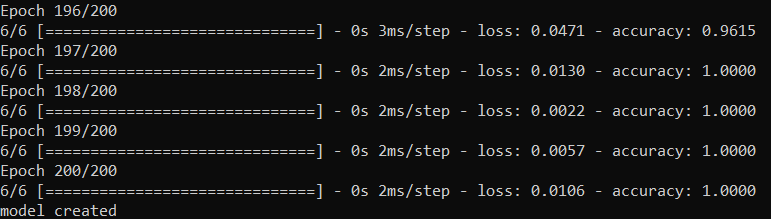 Epoch 196/200
6/6 [==============================] - 0s 3ms/step - loss: 0.0471 - accuracy: 0.9615
Epoch 197/200
6/6 [==============================] - 0s 2ms/step - loss: 0.0130 - accuracy: 1.0000
Epoch 198/200
6/6 [==============================] - 0s 2ms/step - loss: 0.0022 - accuracy: 1.0000
Epoch 199/200
6/6 [==============================] - 0s 2ms/step - loss: 0.0057 - accuracy: 1.0000
Epoch 200/200
6/6 [==============================] - 0s 2ms/step - loss: 0.0106 - accuracy: 1.0000
model created